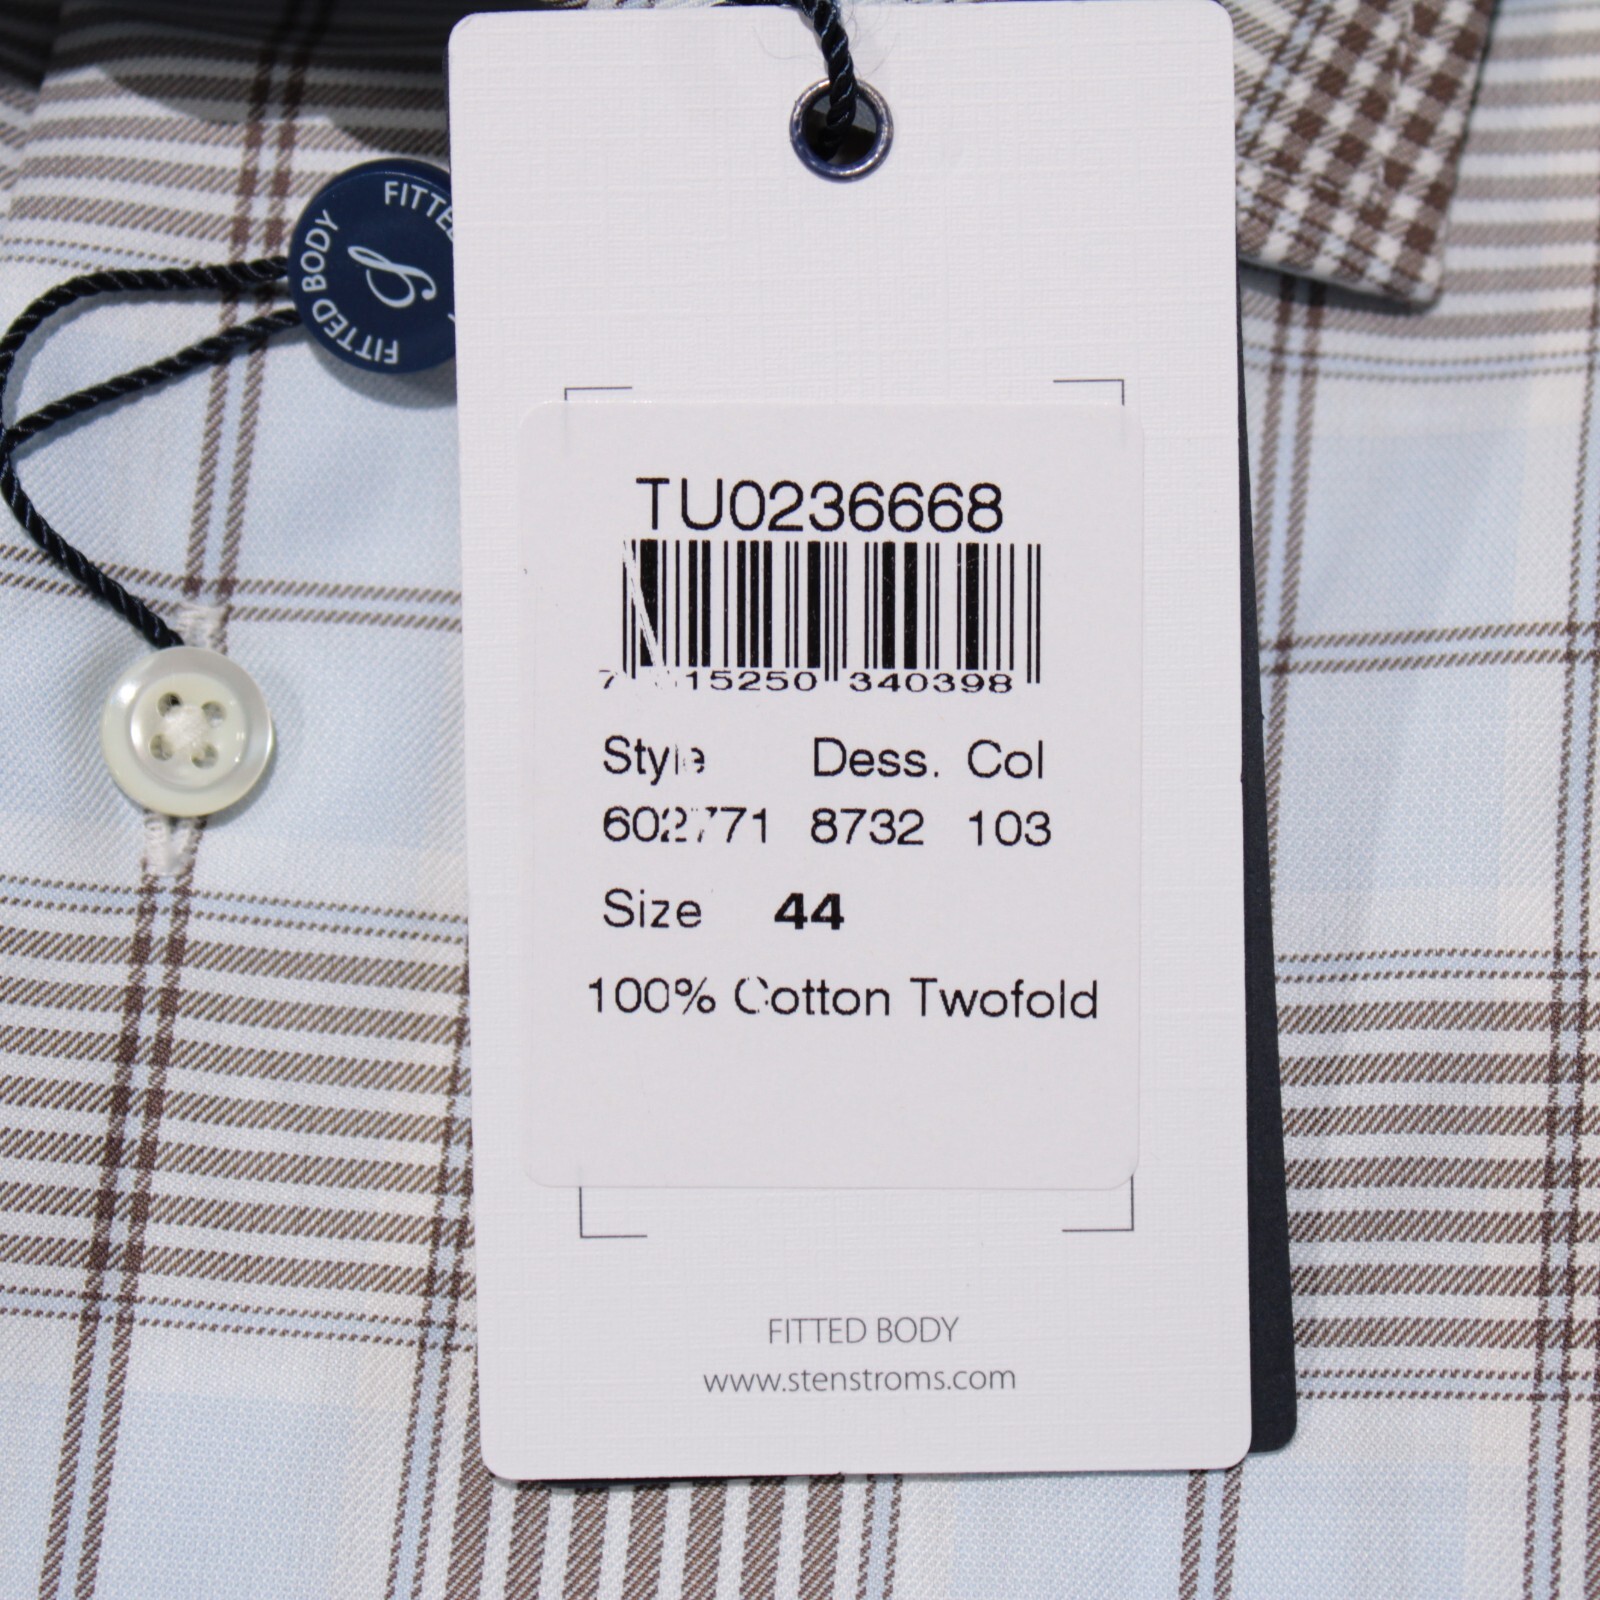 FITTED BODY
FITTE
TU0236668
15250 340398
Style Dess. Col
602771 8732 103
Size 44
100% Cotton Twofold
FITTED BODY
www.stenstroms.com